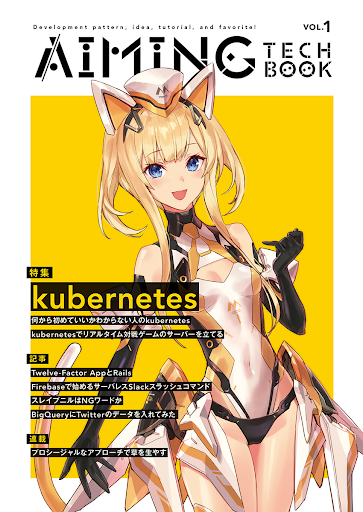 Development pattern, idea, tutorial, and favorite!
VOL.1
AIMING TECH
BOOK
特集
kubernetes
何から初めていいかわからない人のkubernetes
kubernetesでリアルタイム対戦ゲームのサーバーを立てる
記事
Twelve-Factor AppとRails
Firebaseで始めるサーバレスSlackスラッシュコマンド
スレイプニルはNGワードか
BigQueryにTwitterのデータを入れてみた
連載
プロシージャルなアプローチで草を生やす